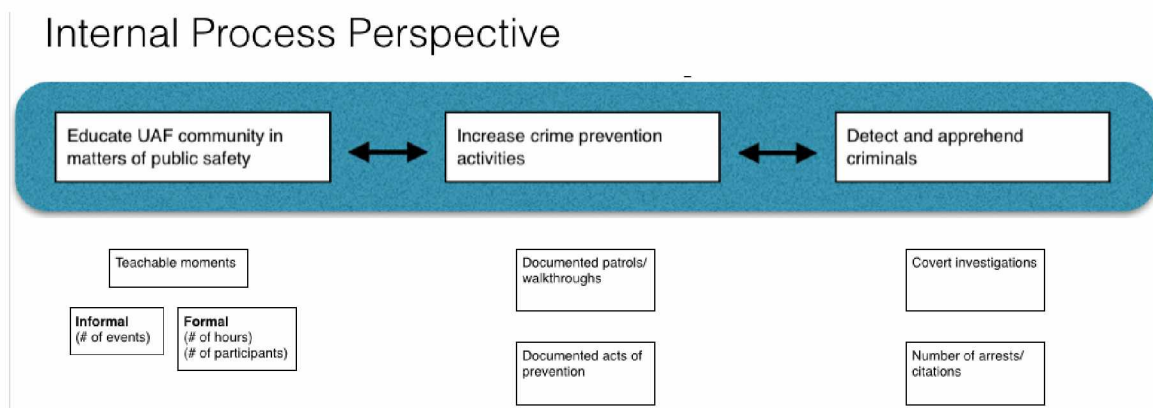 Internal Process Perspective
Educate UAF community in
matters of public safety
Increase crime prevention
activities
Detect and apprehend
criminals
Teachable moments
Informal
(# of events)
Formal
(# of hours)
(# of participants)
Documented patrols/
walkthroughs
Documented acts of
prevention
Covert investigations
Number of arrests/
citations